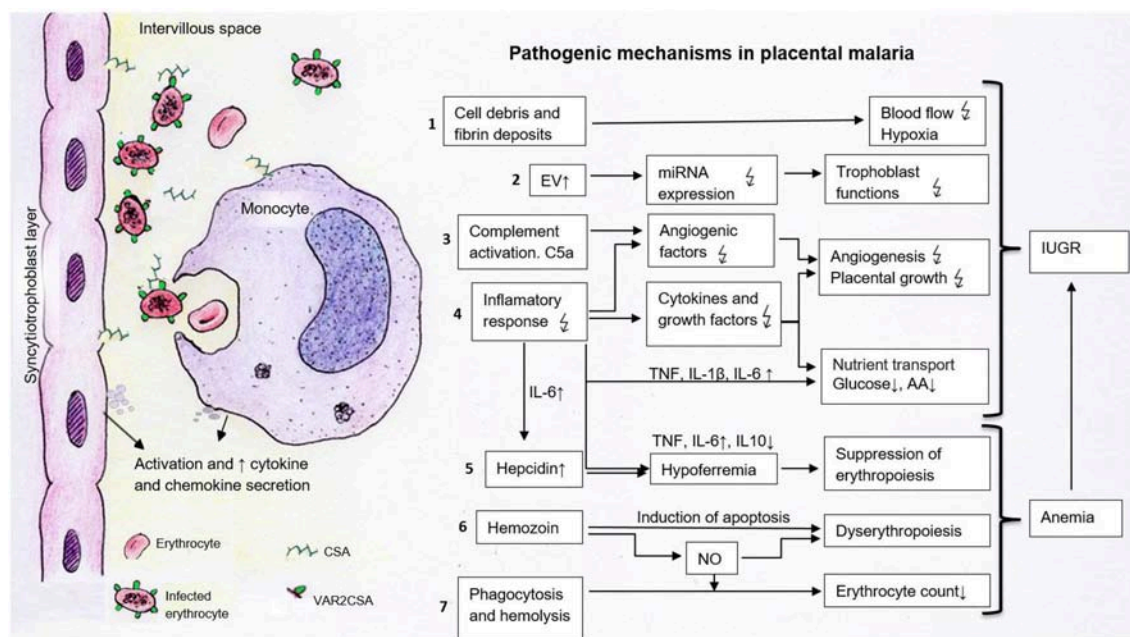 Intervillous space
Syncytiotrophoblast layer
Monocyte
Activation and ↑ cytokine
and chemokine secretion
Erythrocyte
CSA
Infected
erythrocyte
VAR2CSA
Pathogenic mechanisms in placental malaria
1
Cell debris and
fibrin deposits
Blood flow
Hypoxia
2
EV↑
miRNA
expression
Trophoblast
functions
3
Complement
activation. C5a
Angiogenic
factors
Angiogenesis
Placental growth
4
Inflamatory
response
Cytokines and
growth factors
Nutrient transport
Glucose↓, AA↓
TNF, IL-1ß, IL-6 ↑
IL-6↑
TNF, IL-6↑, IL10↓
5
Hepcidin↑
Hypoferremia
Suppression of
erythropoiesis
6
Hemozoin
Induction of apoptosis
Dyserythropoiesis
NO
7
Phagocytosis
and hemolysis
Erythrocyte count↓
IUGR
Anemia